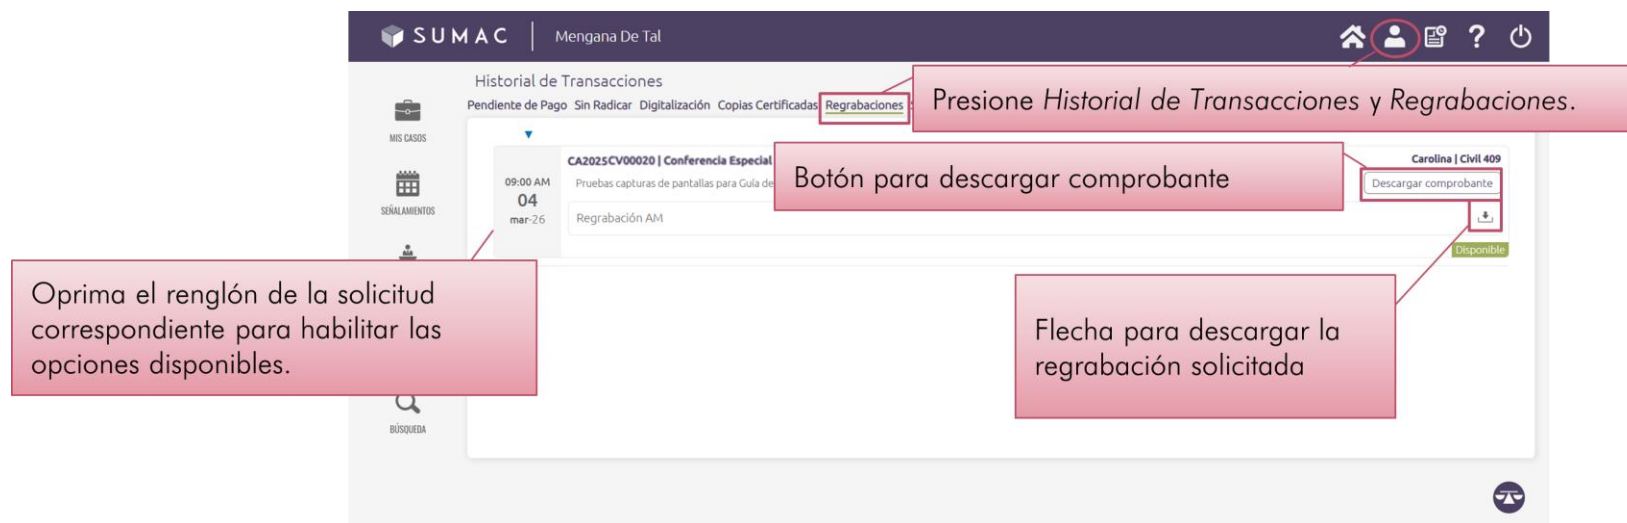 SUMAC
Mengana De Tal
?
Historial de Transacciones
Pendiente de Pago Sin Radicar Digitalización Copias Certificadas Regrabaciones
Presione Historial de Transacciones y Regrabaciones.
MIS CASOS
CA2025CV00020 | Conferencia Especial
Carolina | Civil 409
09:00 AM
04
mar-26
Pruebas capturas de pantallas para Guía de
Botón para descargar comprobante
Descargar comprobante
SEÑALAMIENTOS
Regrabación AM
Disponible
Oprima el renglón de la solicitud
correspondiente para habilitar las
opciones disponibles.
Flecha para descargar la
regrabación solicitada
BÚSQUEDA